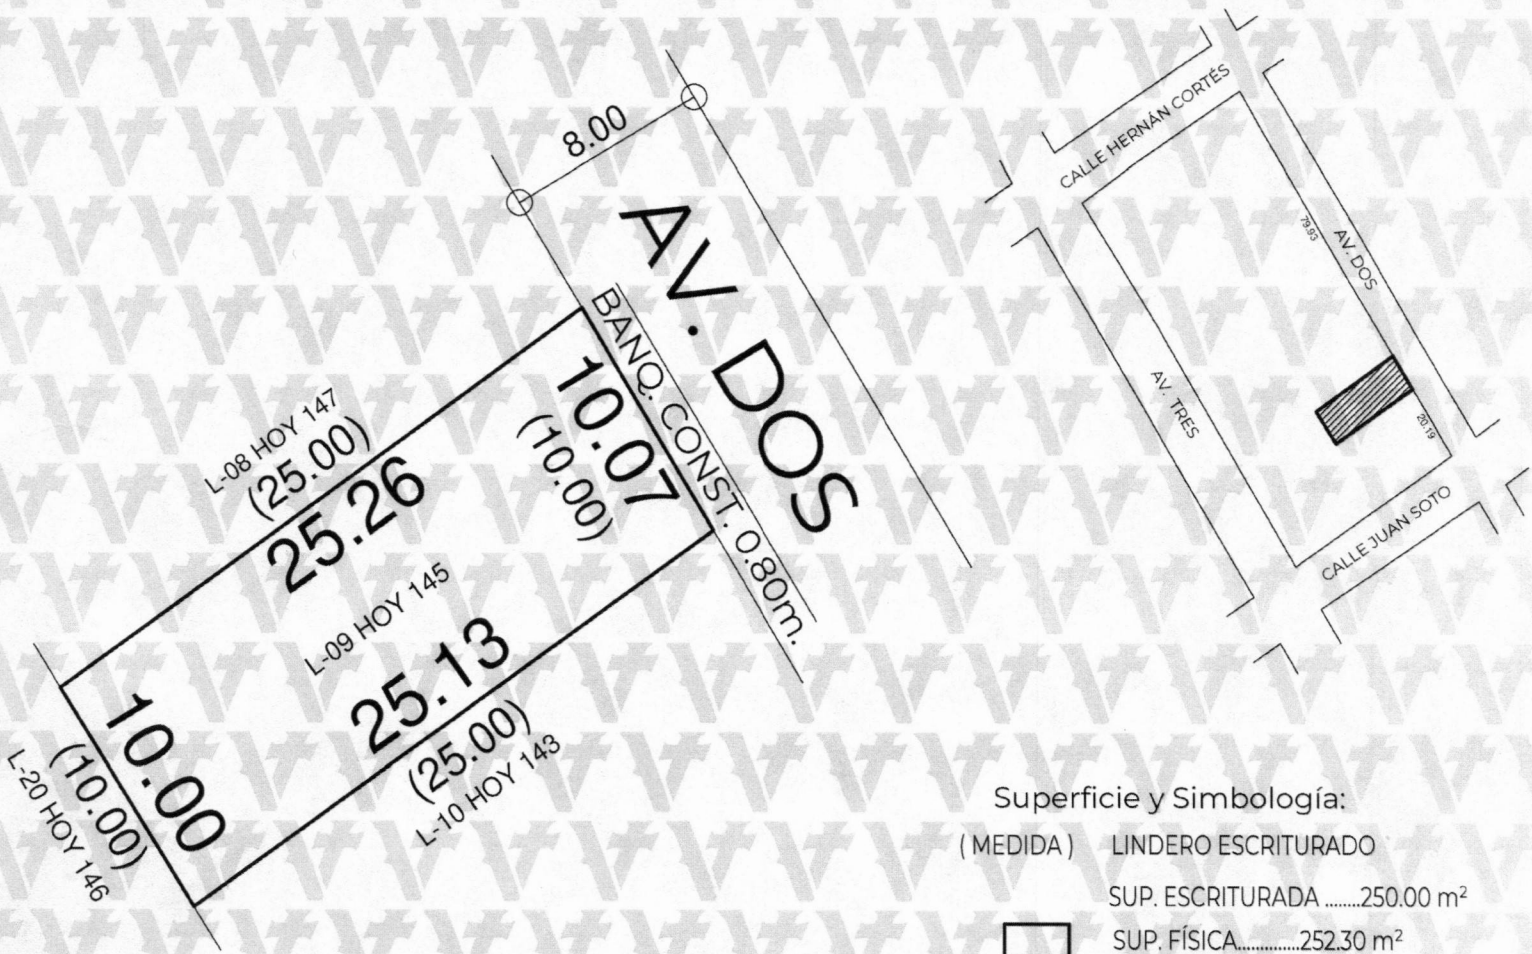 8.00
AV. DOS
BANQ. CONST. 0.80m.
L-08 HOY 147
(25.00)
25.26
10.07
(10.00)
L-09 HOY 145
25.13
(25.00)
L-10 HOY 143
10.00
(10.00)
L-20 HOY 146
CALLE HERNÁN CORTÉS
79.93
AV. DOS
AV. TRES
20.19
CALLE JUAN SOTO
Superficie y Simbología:
( MEDIDA ) LINDERO ESCRITURADO
SUP. ESCRITURADA ........250.00 m²
SUP. FÍSICA..............252.30 m²